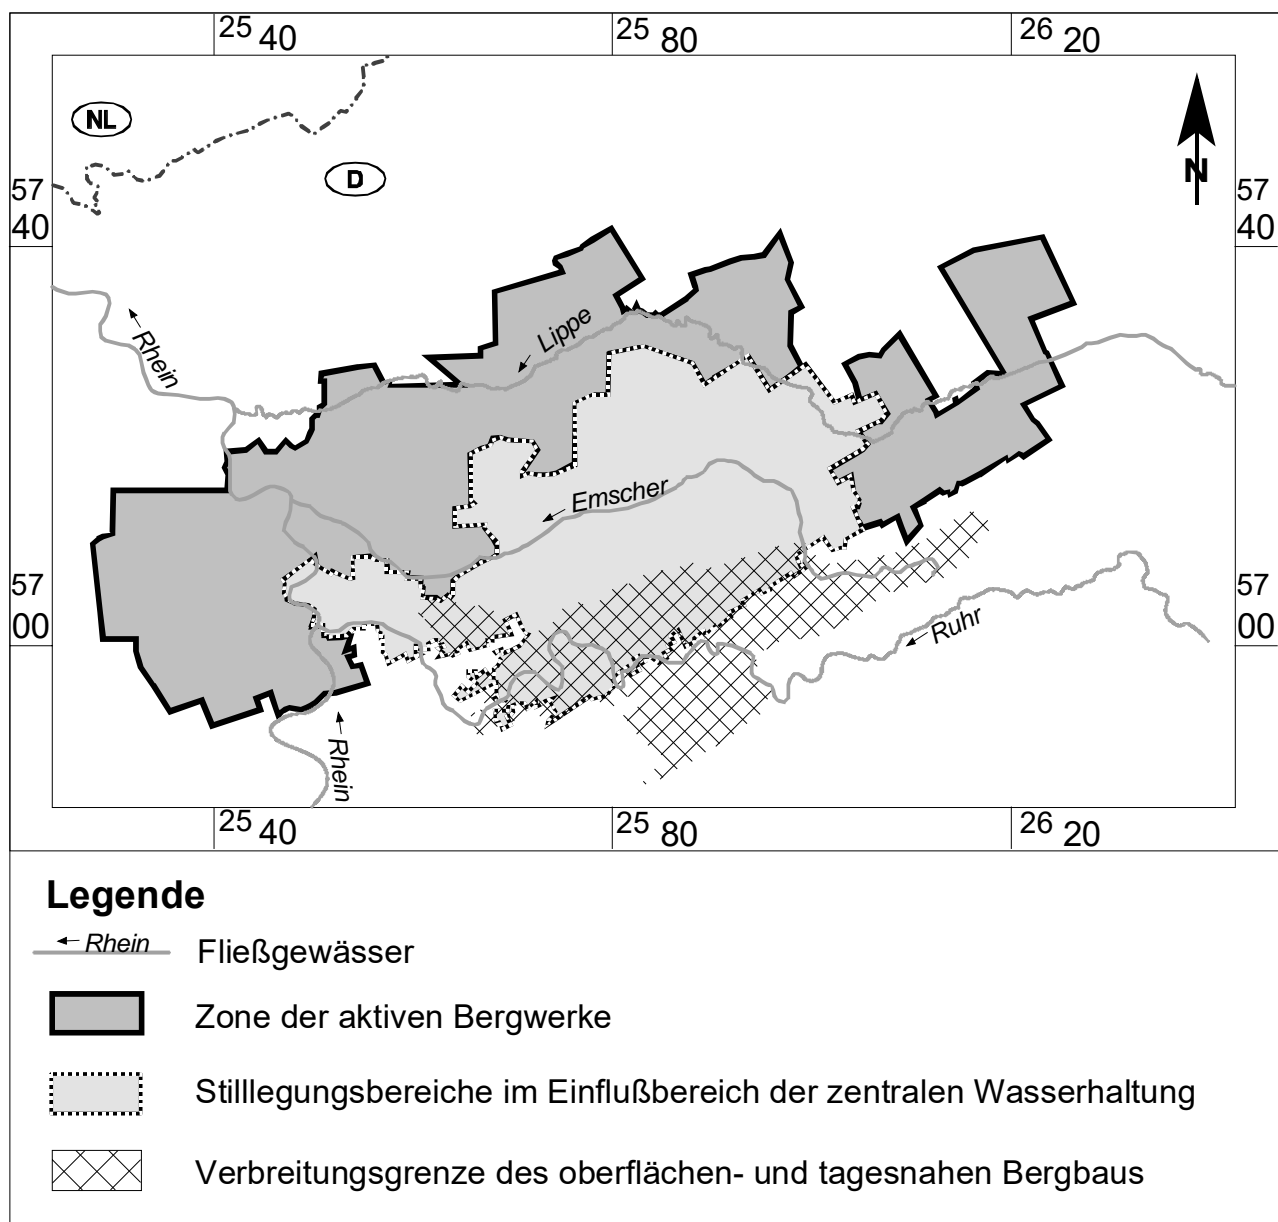 25 40
25 80
26 20
NL
D
N
57
40
57
40
Rhein
Lippe
Emscher
57
00
57
00
Ruhr
Rhein
25 40
25 80
26 20
Legende
Rhein
Fließgewässer
Zone der aktiven Bergwerke
Stilllegungsbereiche im Einflußbereich der zentralen Wasserhaltung
Verbreitungsgrenze des oberflächen- und tagesnahen Bergbaus